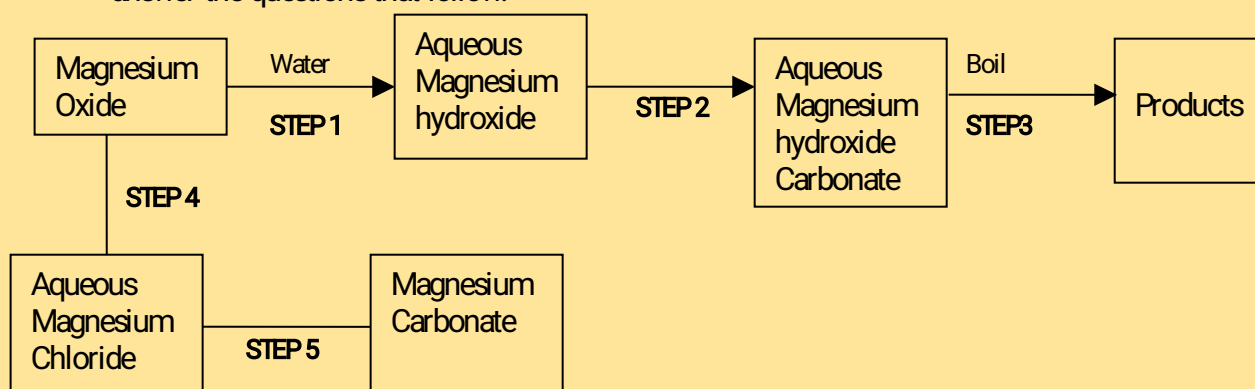 Magnesium
Oxide
Water
STEP 1
Aqueous
Magnesium
hydroxide
STEP 2
Aqueous
Magnesium
hydroxide
Carbonate
Boil
STEP3
Products
STEP 4
Aqueous
Magnesium
Chloride
STEP 5
Magnesium
Carbonate